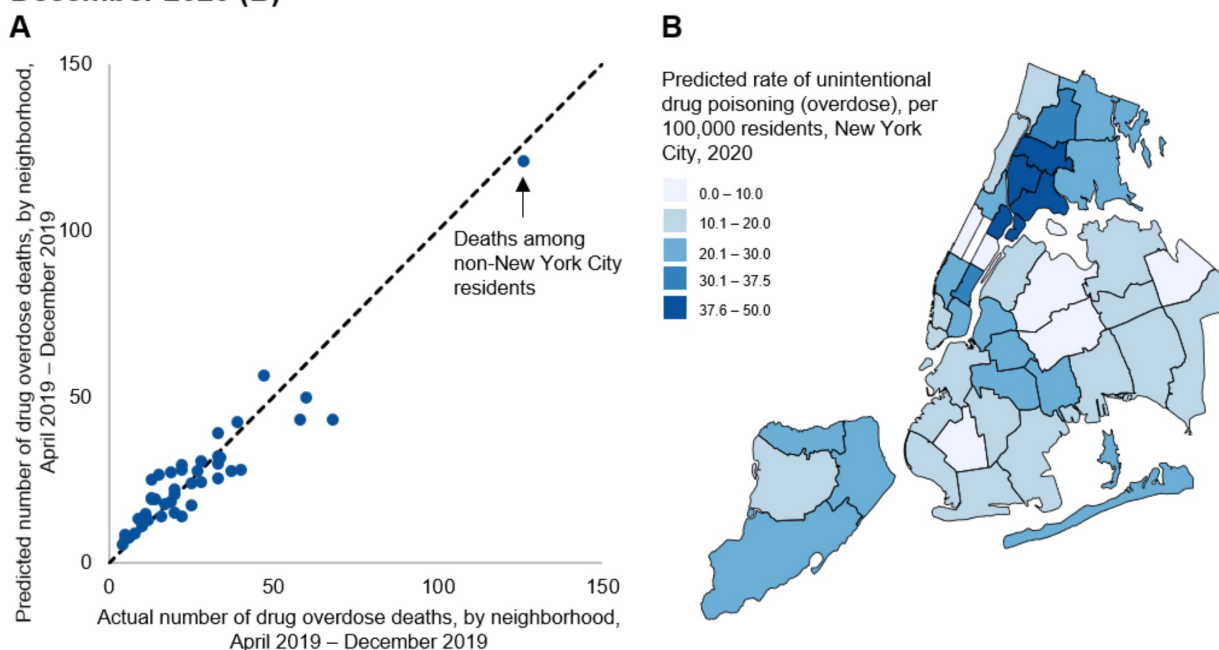 December 2020 (B)
A
Predicted number of drug overdose deaths, by neighborhood,
April 2019 – December 2019
150
100
50
0
0
50
100
150
Deaths among
non-New York City
residents
Actual number of drug overdose deaths, by neighborhood,
April 2019 – December 2019
B
Predicted rate of unintentional
drug poisoning (overdose), per
100,000 residents, New York
City, 2020
0.0 – 10.0
10.1 – 20.0
20.1 – 30.0
30.1 – 37.5
37.6 – 50.0